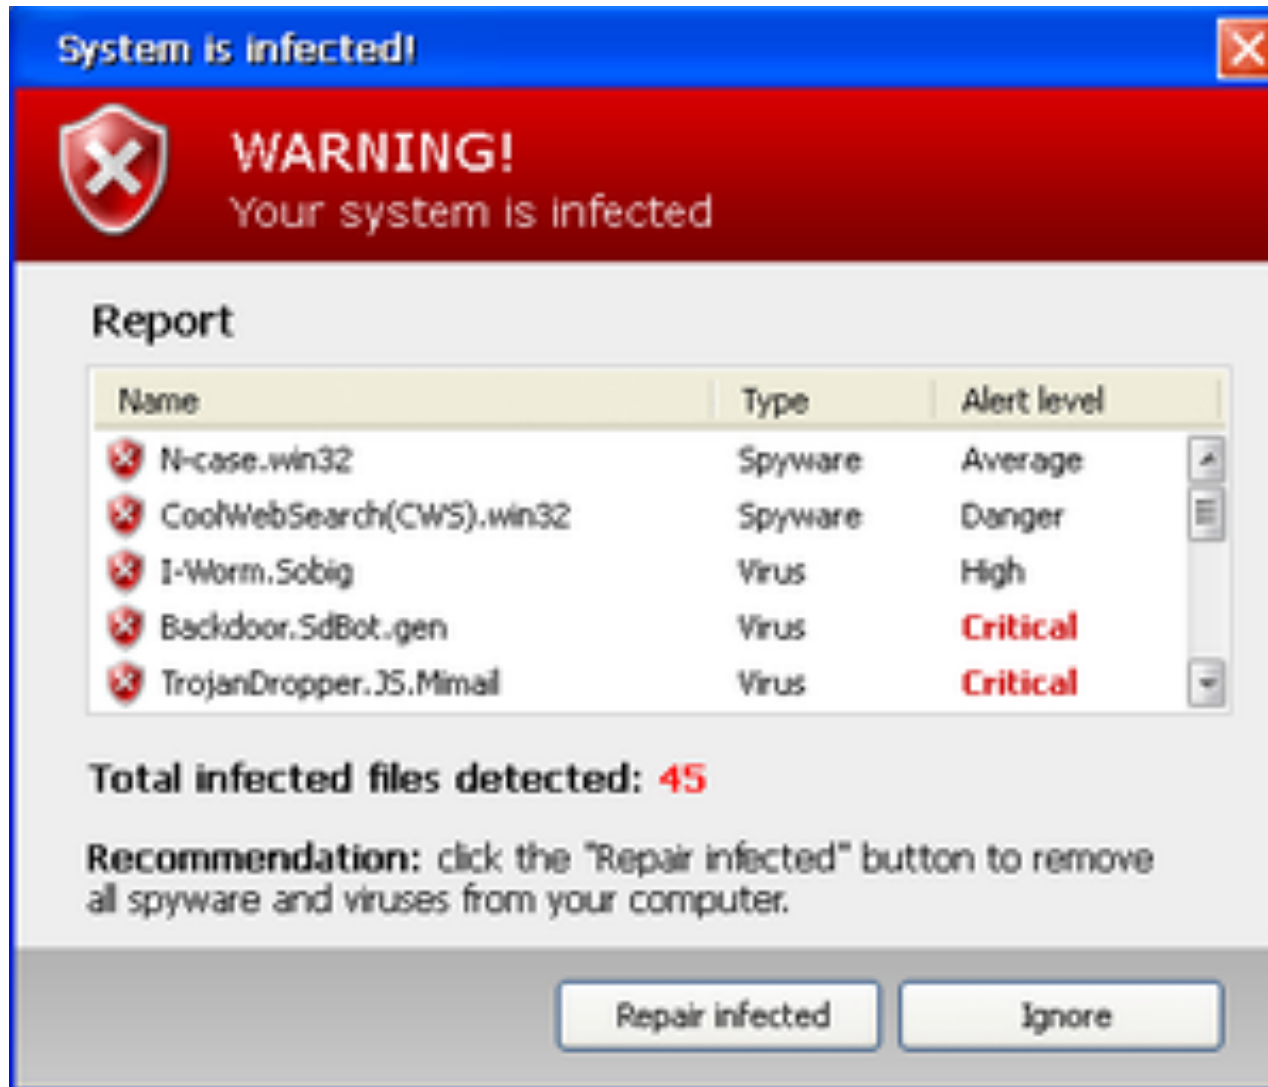 System is infected!
WARNING!
Your system is infected
Report
Name Type Alert level
N-case.win32 Spyware Average
CoolWebSearch(CWS).win32 Spyware Danger
I-Worm.Sobig Virus High
Backdoor.SdBot.gen Virus Critical
TrojanDropper.JS.Mimail Virus Critical
Total infected files detected: 45
Recommendation: click the "Repair infected" button to remove
all spyware and viruses from your computer.
Repair infected Ignore